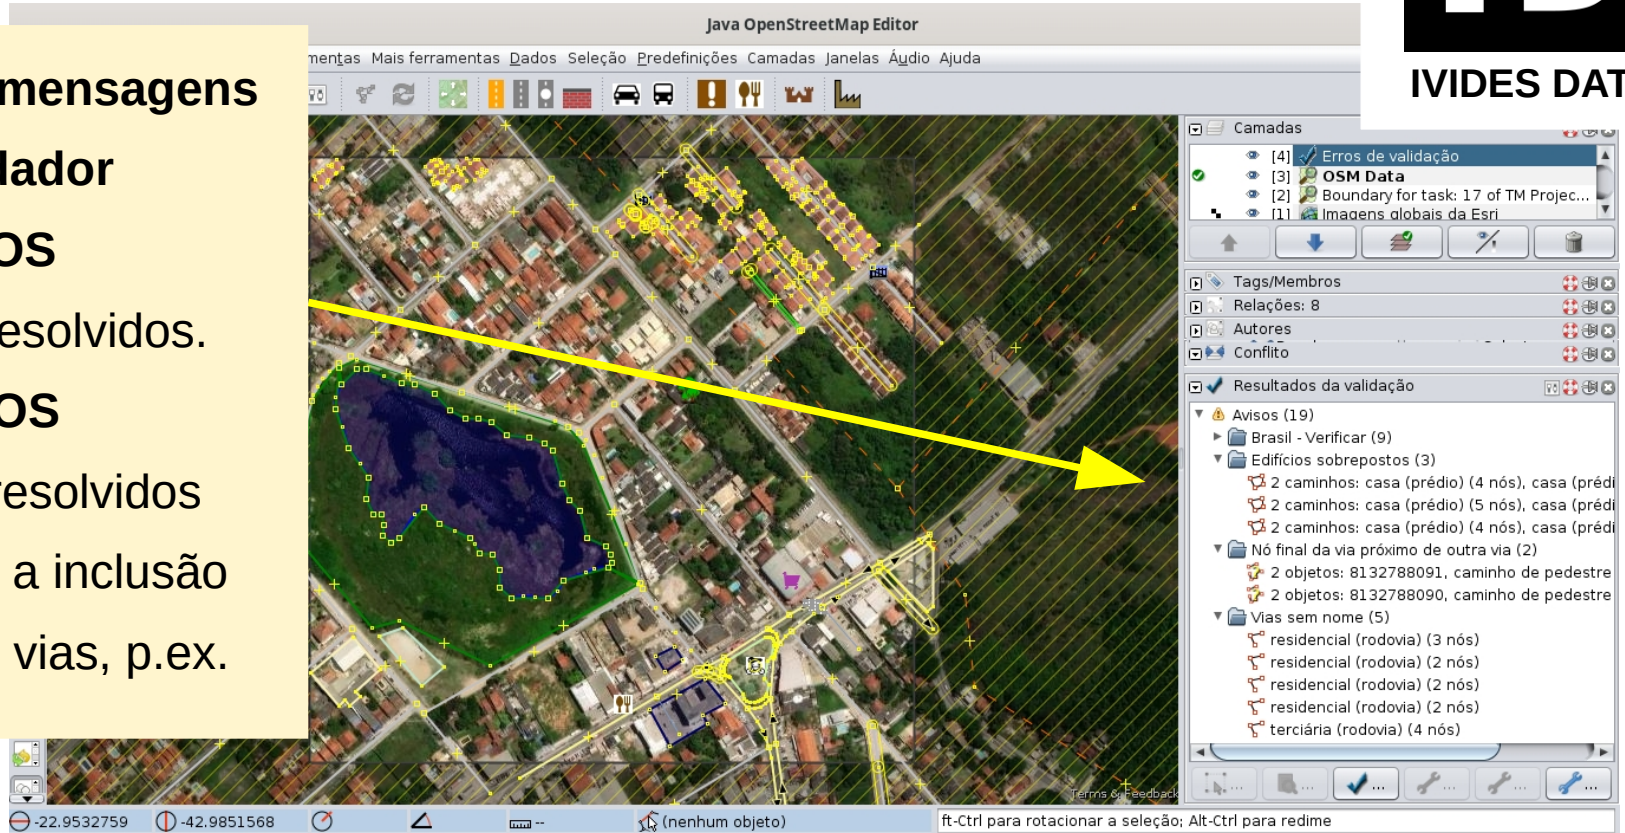 Java OpenStreetMap Editor
mentas Mais ferramentas Dados Seleção Predefinições Camadas Janelas Áudio Ajuda
IVIDES DAT
mensagens
dador
OS
esolvidos.
OS
resolvidos
a inclusão
vias, p.ex.
Camadas
[4] Erros de validação
[3] OSM Data
[2] Boundary for task: 17 of TM Projec...
[1] Imagens globais da Esri
Tags/Membros
Relações: 8
Autores
Conflito
Resultados da validação
Avisos (19)
Brasil - Verificar (9)
Edifícios sobrepostos (3)
2 caminhos: casa (prédio) (4 nós), casa (prédi
2 caminhos: casa (prédio) (5 nós), casa (prédi
2 caminhos: casa (prédio) (4 nós), casa (prédi
Nó final da via próximo de outra via (2)
2 objetos: 8132788091, caminho de pedestre
2 objetos: 8132788090, caminho de pedestre
Vias sem nome (5)
residencial (rodovia) (3 nós)
residencial (rodovia) (2 nós)
residencial (rodovia) (2 nós)
residencial (rodovia) (2 nós)
terciária (rodovia) (4 nós)
Terms & Feedback
-22.9532759 -42.9851568 -- (nenhum objeto) ft-Ctrl para rotacionar a seleção; Alt-Ctrl para redime